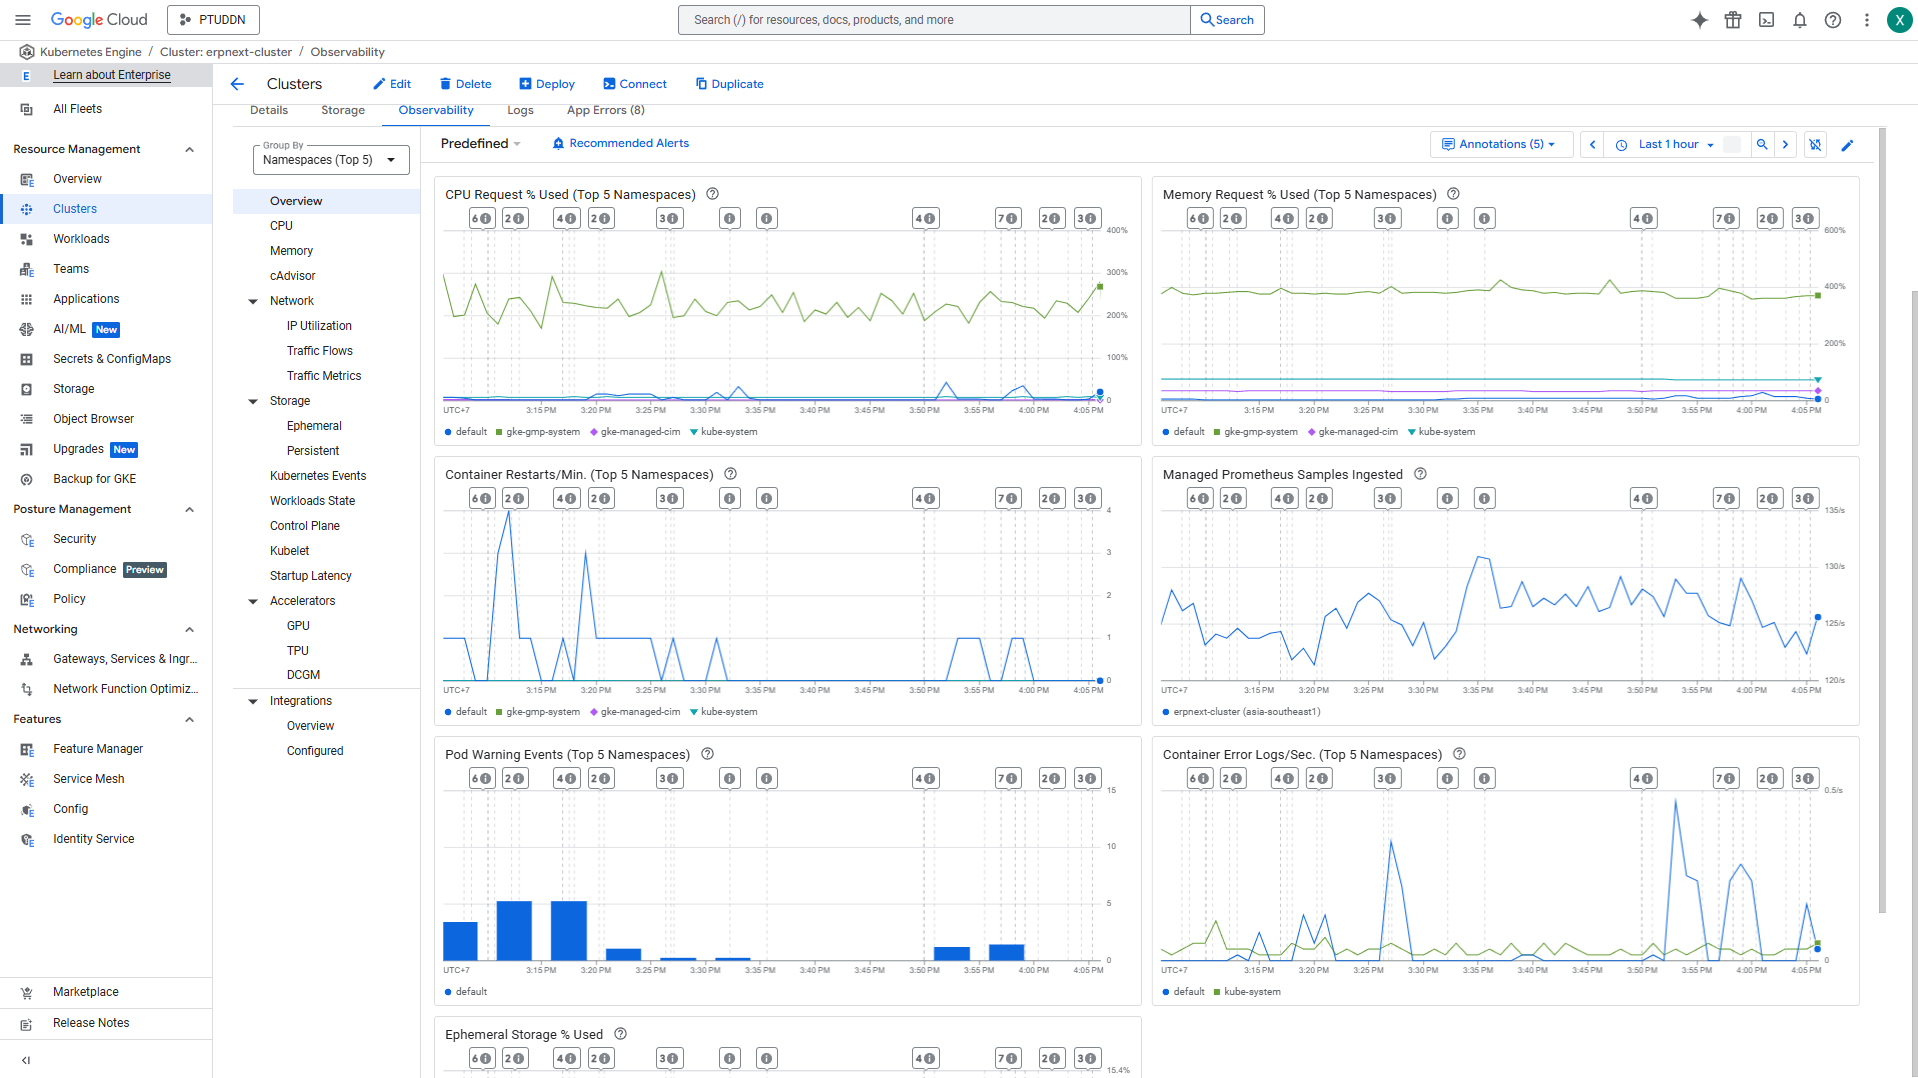 Google Cloud
PTUDDN
Search (/) for resources, docs, products, and more
Search
X
Kubernetes Engine / Cluster: erpnext-cluster / Observability
E Learn about Enterprise
All Fleets
Resource Management
Overview
Clusters
Workloads
Teams
Applications
AI/ML New
Secrets & ConfigMaps
Storage
Object Browser
Upgrades New
Backup for GKE
Posture Management
Security
Compliance Preview
Policy
Networking
Gateways, Services & Ingr...
Network Function Optimiz...
Features
Feature Manager
Service Mesh
Config
Identity Service
Marketplace
Release Notes
Clusters
Edit
Delete
Deploy
Connect
Duplicate
Details
Storage
Observability
Logs
App Errors (8)
Group By
Namespaces (Top 5)
Overview
CPU
Memory
cAdvisor
Network
IP Utilization
Traffic Flows
Traffic Metrics
Storage
Ephemeral
Persistent
Kubernetes Events
Workloads State
Control Plane
Kubelet
Startup Latency
Accelerators
GPU
TPU
DCGM
Integrations
Overview
Configured
Predefined
Recommended Alerts
Annotations (5)
Last 1 hour
CPU Request % Used (Top 5 Namespaces)
6 2 4 2 3 4 7 2 3
400%
300%
200%
100%
0
UTC+7 3:15 PM 3:20 PM 3:25 PM 3:30 PM 3:35 PM 3:40 PM 3:45 PM 3:50 PM 3:55 PM 4:00 PM 4:05 PM
default gke-gmp-system gke-managed-cim kube-system
Memory Request % Used (Top 5 Namespaces)
6 2 4 2 3 4 7 2 3
600%
400%
200%
0
UTC+7 3:15 PM 3:20 PM 3:25 PM 3:30 PM 3:35 PM 3:40 PM 3:45 PM 3:50 PM 3:55 PM 4:00 PM 4:05 PM
default gke-gmp-system gke-managed-cim kube-system
Container Restarts/Min. (Top 5 Namespaces)
6 2 4 2 3 4 7 2 3
4
3
2
1
0
UTC+7 3:15 PM 3:20 PM 3:25 PM 3:30 PM 3:35 PM 3:40 PM 3:45 PM 3:50 PM 3:55 PM 4:00 PM 4:05 PM
default gke-gmp-system gke-managed-cim kube-system
Managed Prometheus Samples Ingested
6 2 4 2 3 4 7 2 3
135/s
130/s
125/s
120/s
UTC+7 3:15 PM 3:20 PM 3:25 PM 3:30 PM 3:35 PM 3:40 PM 3:45 PM 3:50 PM 3:55 PM 4:00 PM 4:05 PM
erpnext-cluster (asia-southeast1)
Pod Warning Events (Top 5 Namespaces)
6 2 4 2 3 4 7 2 3
15
10
5
0
UTC+7 3:15 PM 3:20 PM 3:25 PM 3:30 PM 3:35 PM 3:40 PM 3:45 PM 3:50 PM 3:55 PM 4:00 PM 4:05 PM
default
Container Error Logs/Sec. (Top 5 Namespaces)
6 2 4 2 3 4 7 2 3
0.5/s
0
UTC+7 3:15 PM 3:20 PM 3:25 PM 3:30 PM 3:35 PM 3:40 PM 3:45 PM 3:50 PM 3:55 PM 4:00 PM 4:05 PM
default kube-system
Ephemeral Storage % Used
6 2 4 2 3 4 7 2 3
15.4%